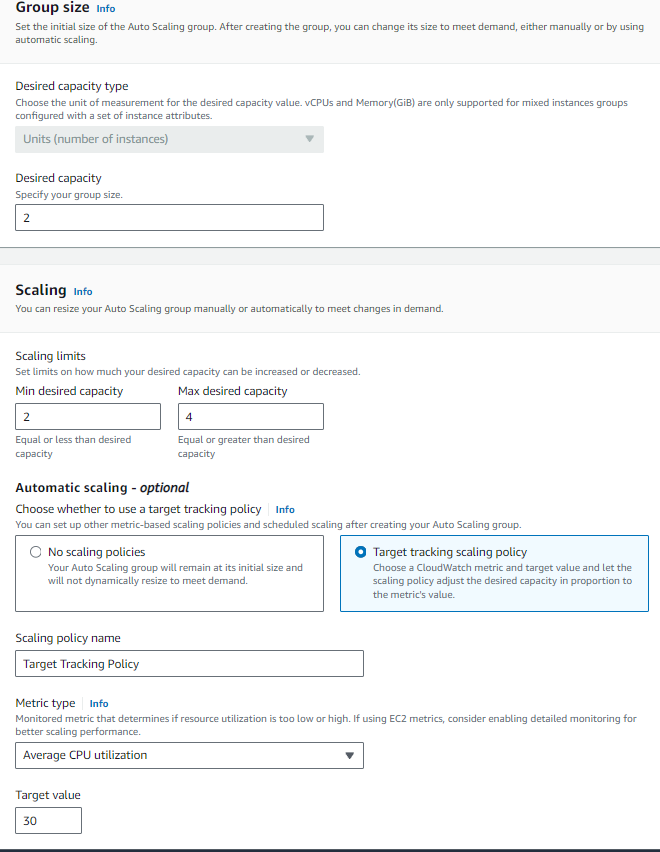 Group size Info
Set the initial size of the Auto Scaling group. After creating the group, you can change its size to meet demand, either manually or by using
automatic scaling.
Desired capacity type
Choose the unit of measurement for the desired capacity value. vCPUs and Memory(GiB) are only supported for mixed instances groups
configured with a set of instance attributes.
Units (number of instances)
Desired capacity
Specify your group size.
2
Scaling Info
You can resize your Auto Scaling group manually or automatically to meet changes in demand.
Scaling limits
Set limits on how much your desired capacity can be increased or decreased.
Min desired capacity
2
Equal or less than desired
capacity
Max desired capacity
4
Equal or greater than desired
capacity
Automatic scaling - optional
Choose whether to use a target tracking policy Info
You can set up other metric-based scaling policies and scheduled scaling after creating your Auto Scaling group.
No scaling policies
Your Auto Scaling group will remain at its initial size and
will not dynamically resize to meet demand.
Target tracking scaling policy
Choose a CloudWatch metric and target value and let the
scaling policy adjust the desired capacity in proportion to
the metric's value.
Scaling policy name
Target Tracking Policy
Metric type Info
Monitored metric that determines if resource utilization is too low or high. If using EC2 metrics, consider enabling detailed monitoring for
better scaling performance.
Average CPU utilization
Target value
30